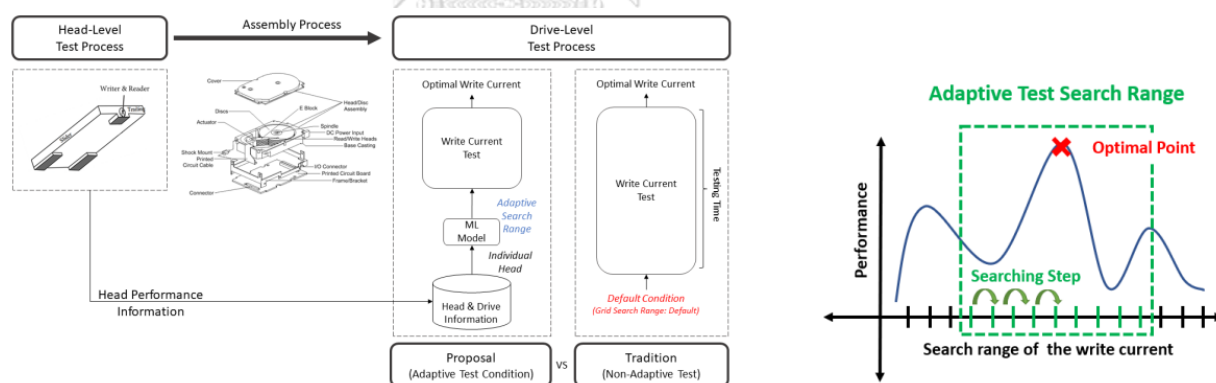 Head-Level
Test Process
Assembly Process
Drive-Level
Test Process
Writer & Reader
Slider
Cover
Discs
Actuator
Shock Mount
Printed
Circuit Cable
Connector
E Block
Head/Disc
Assembly
Spindle
DC Power Input
Read/Write Heads
Base Casting
I/O Connector
Printed Circuit Board
Frame/Bracket
Optimal Write Current
Write Current
Test
Adaptive
Search
Range
ML
Model
Individual
Head
Head & Drive
Information
Head Performance
Information
Optimal Write Current
Write Current
Test
Testing Time
Default Condition
(Grid Search Range: Default)
Proposal
(Adaptive Test Condition)
VS
Tradition
(Non-Adaptive Test)
Adaptive Test Search Range
Optimal Point
Performance
Searching Step
Search range of the write current